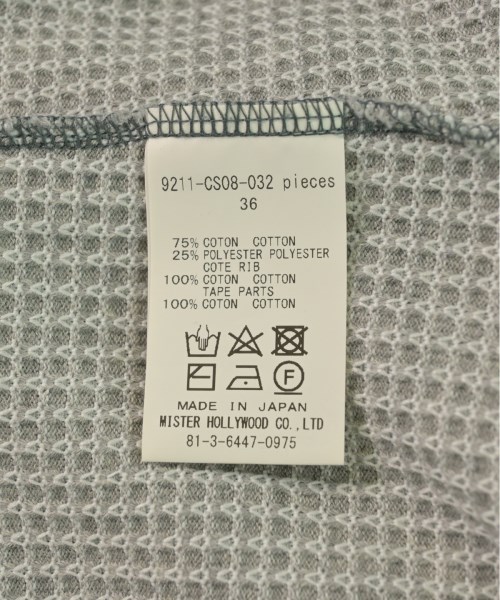 9211-CS08-032 pieces
36
75% COTON COTTON
25% POLYESTER POLYESTER
COTE RIB
100% COTON COTTON
TAPE PARTS
100% COTON COTTON
F
MADE IN JAPAN
MISTER HOLLYWOOD CO.,LTD
81-3-6447-0975